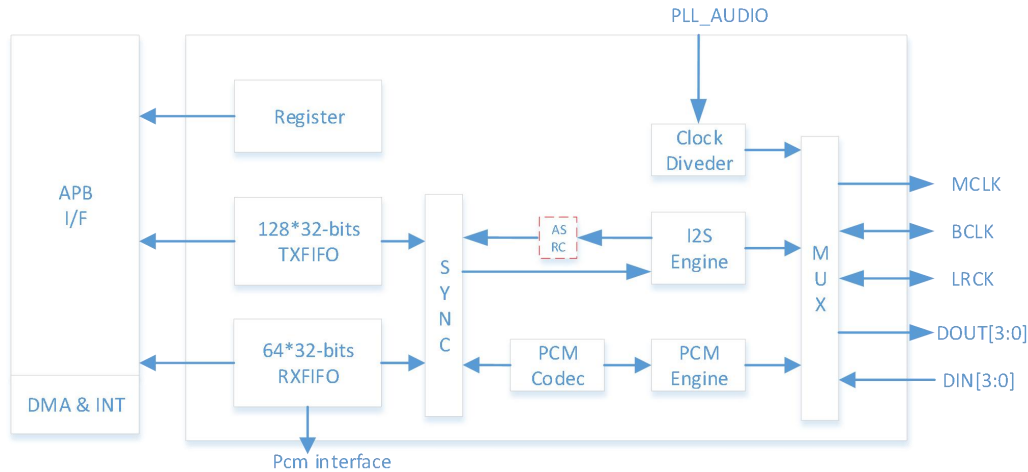 PLL_AUDIO
Register
Clock
Diveder
APB
I/F
128*32-bits
TXFIFO
S
Y
N
C
AS
RC
I2S
Engine
M
U
X
MCLK
BCLK
LRCK
DOUT[3:0]
DIN[3:0]
64*32-bits
RXFIFO
PCM
Codec
PCM
Engine
DMA & INT
Pcm interface